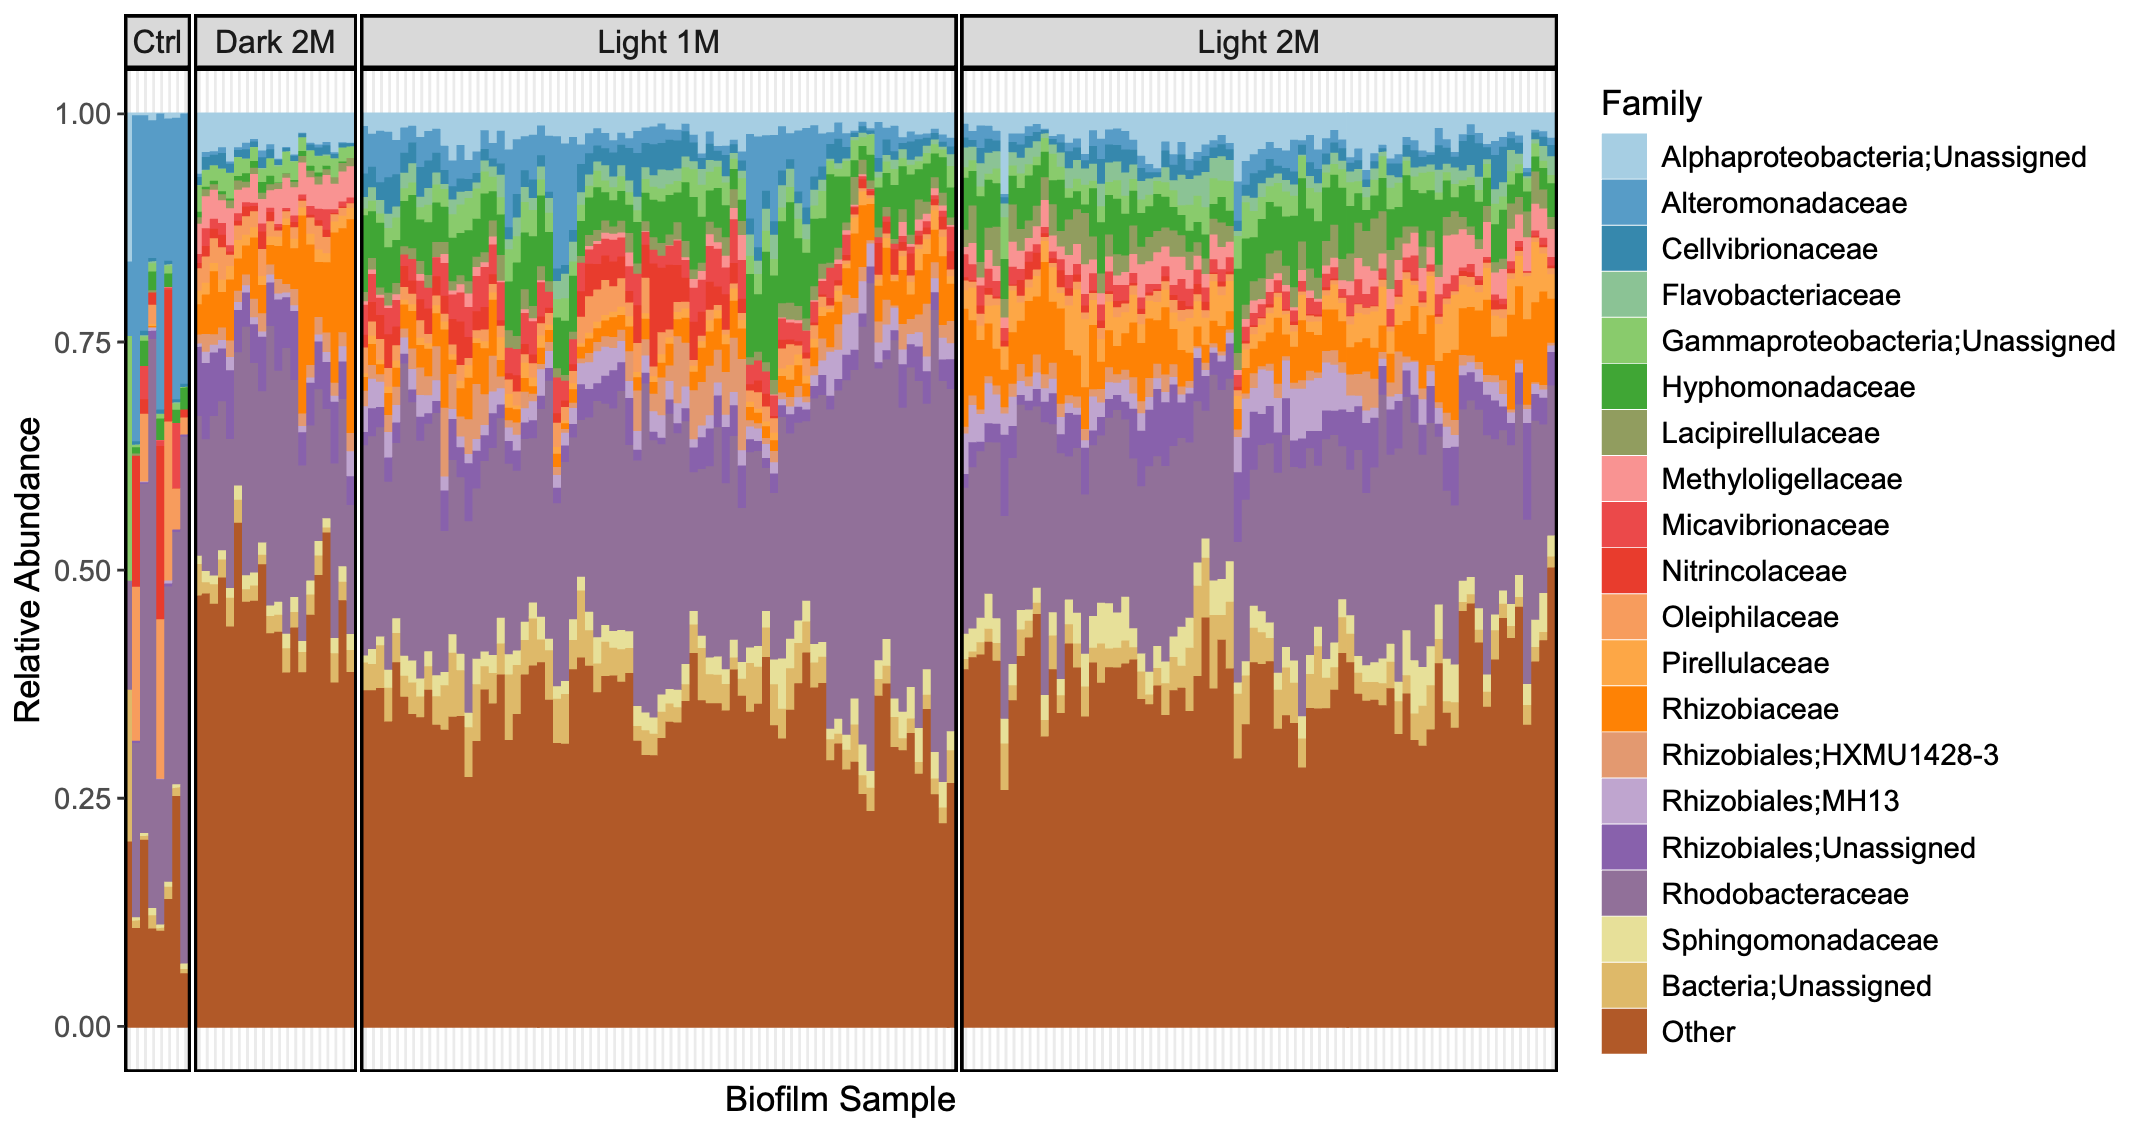 Ctrl
Dark 2M
Light 1M
Light 2M
Relative Abundance
1.00
0.75
0.50
0.25
0.00
Biofilm Sample
Family
Alphaproteobacteria;Unassigned
Alteromonadaceae
Cellvibrionaceae
Flavobacteriaceae
Gammaproteobacteria;Unassigned
Hyphomonadaceae
Lacipirellulaceae
Methyloligellaceae
Micavibrionaceae
Nitrincolaceae
Oleiphilaceae
Pirellulaceae
Rhizobiaceae
Rhizobiales;HXMU1428-3
Rhizobiales;MH13
Rhizobiales;Unassigned
Rhodobacteraceae
Sphingomonadaceae
Bacteria;Unassigned
Other